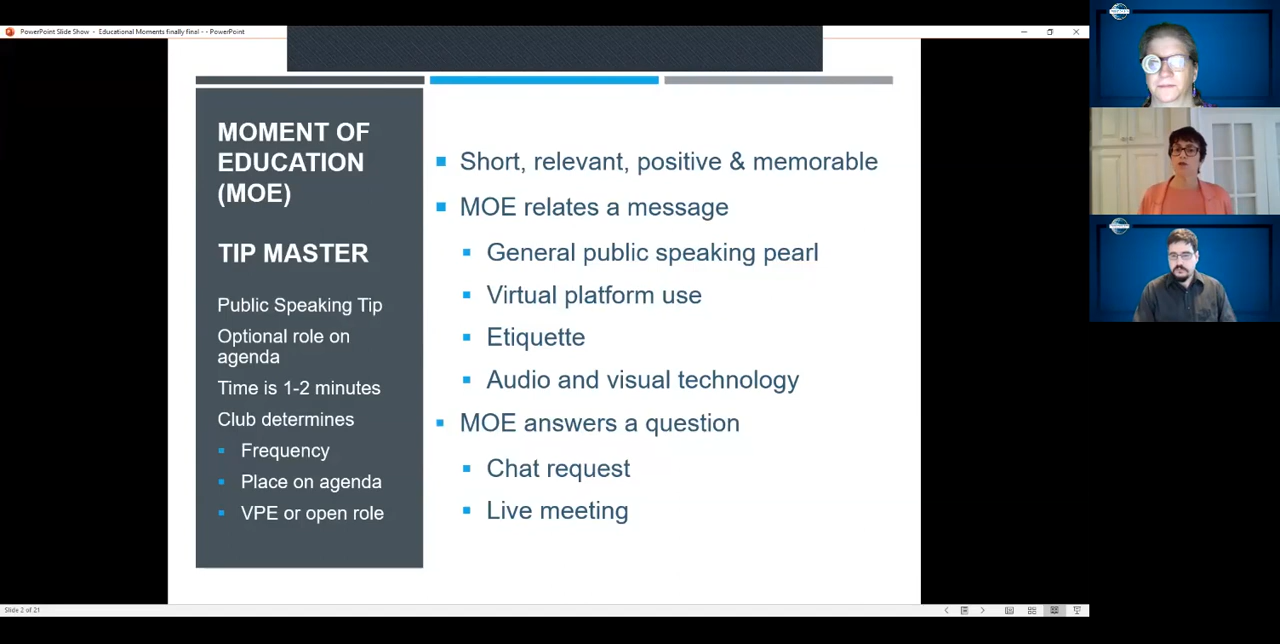 PowerPoint Slide Show - Educational Moments finally final - - PowerPoint
MOMENT OF
EDUCATION
(MOE)
TIP MASTER
Public Speaking Tip
Optional role on
agenda
Time is 1-2 minutes
Club determines
Frequency
Place on agenda
VPE or open role
Short, relevant, positive & memorable
MOE relates a message
General public speaking pearl
Virtual platform use
Etiquette
Audio and visual technology
MOE answers a question
Chat request
Live meeting
Slide 2 of 21